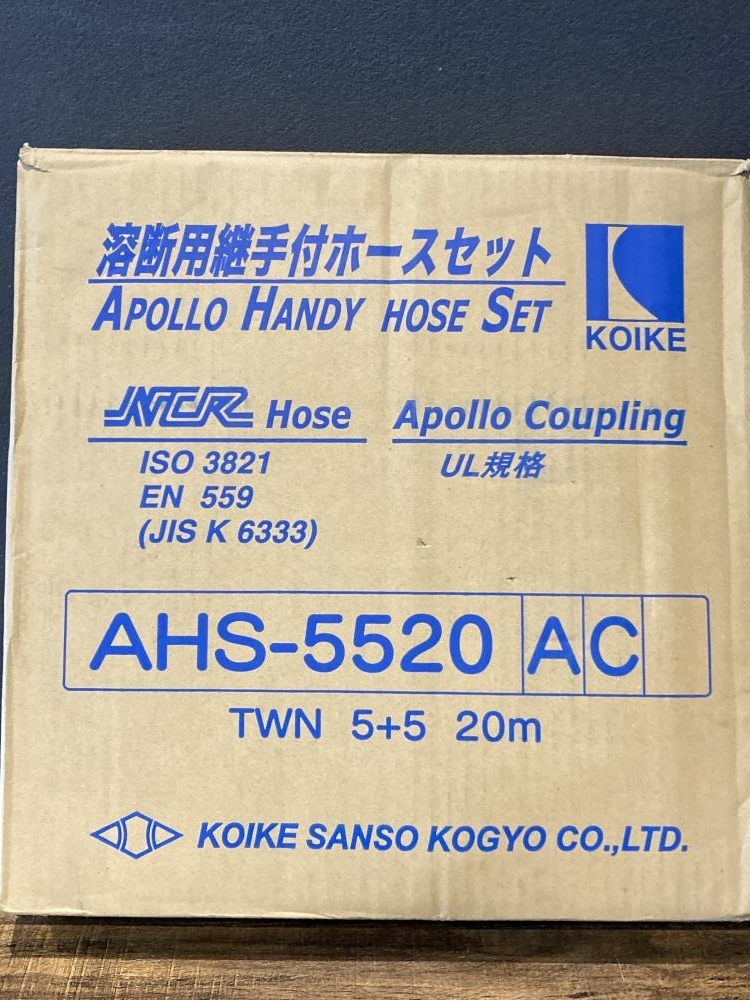 溶断用継手付ホースセット
APOLLO HANDY HOSE SET
KOIKE
NCR Hose
Apollo Coupling
ISO 3821
UL規格
EN 559
(JIS K 6333)
AHS-5520 AC
TWN 5+5 20m
KOIKE SANSO KOGYO CO.,LTD.